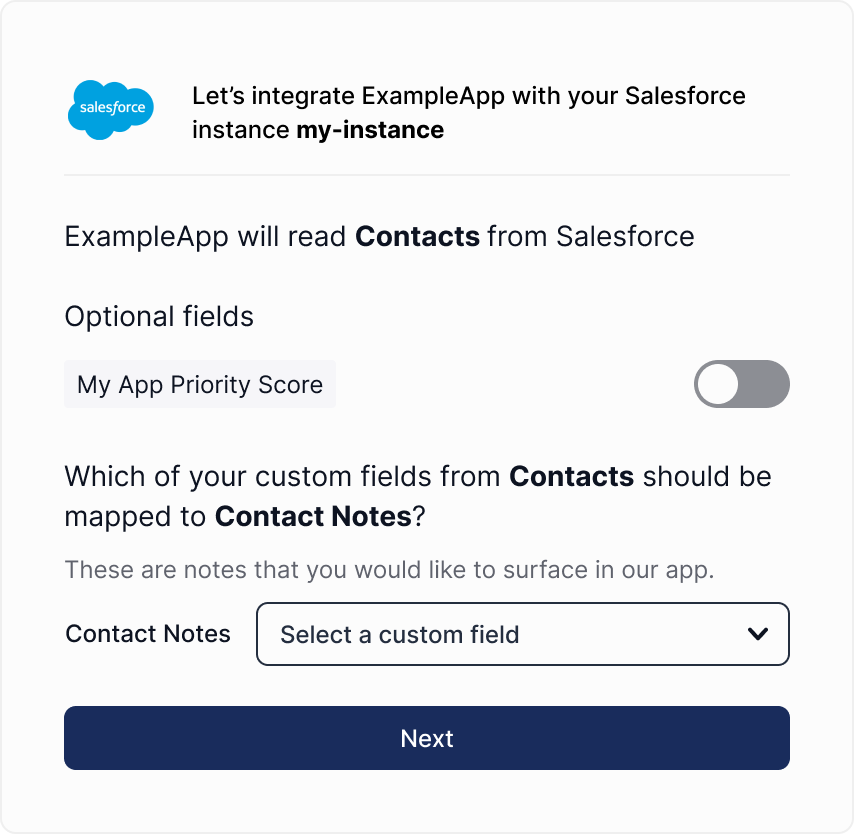 salesforce
Let’s integrate ExampleApp with your Salesforce
instance my-instance
ExampleApp will read Contacts from Salesforce
Optional fields
My App Priority Score
Which of your custom fields from Contacts should be
mapped to Contact Notes?
These are notes that you would like to surface in our app.
Contact Notes
Select a custom field
Next